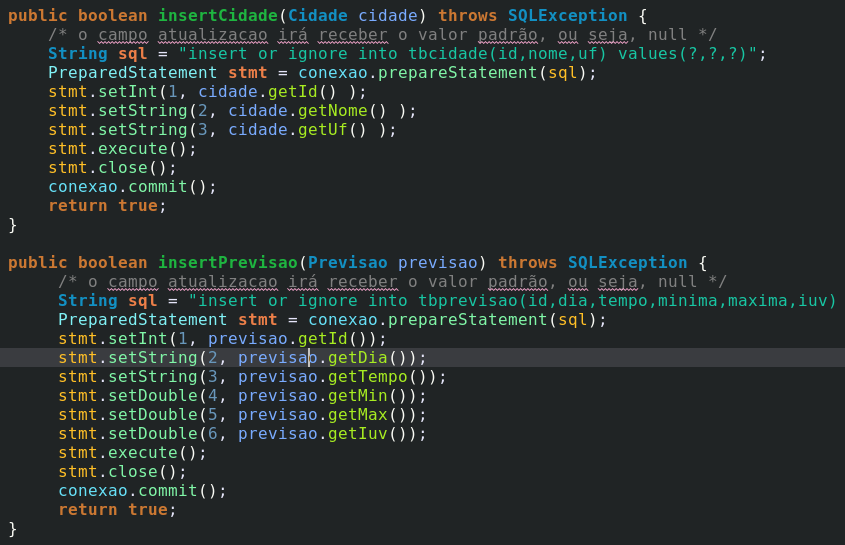 public boolean insertCidade(Cidade cidade) throws SQLException {
/* o campo atualizacao irá receber o valor padrão, ou seja, null */
String sql = "insert or ignore into tbcidade(id,nome,uf) values(?,?,?)";
PreparedStatement stmt = conexao.prepareStatement(sql);
stmt.setInt(1, cidade.getId() );
stmt.setString(2, cidade.getNome() );
stmt.setString(3, cidade.getUf() );
stmt.execute();
stmt.close();
conexao.commit();
return true;
}
public boolean insertPrevisao(Previsao previsao) throws SQLException {
/* o campo atualizacao irá receber o valor padrão, ou seja, null */
String sql = "insert or ignore into tbprevisao(id,dia,tempo,minima,maxima,iuv)
PreparedStatement stmt = conexao.prepareStatement(sql);
stmt.setInt(1, previsao.getId());
stmt.setString(2, previsao.getDia());
stmt.setString(3, previsao.getTempo());
stmt.setDouble(4, previsao.getMin());
stmt.setDouble(5, previsao.getMax());
stmt.setDouble(6, previsao.getIuv());
stmt.execute();
stmt.close();
conexao.commit();
return true;
}